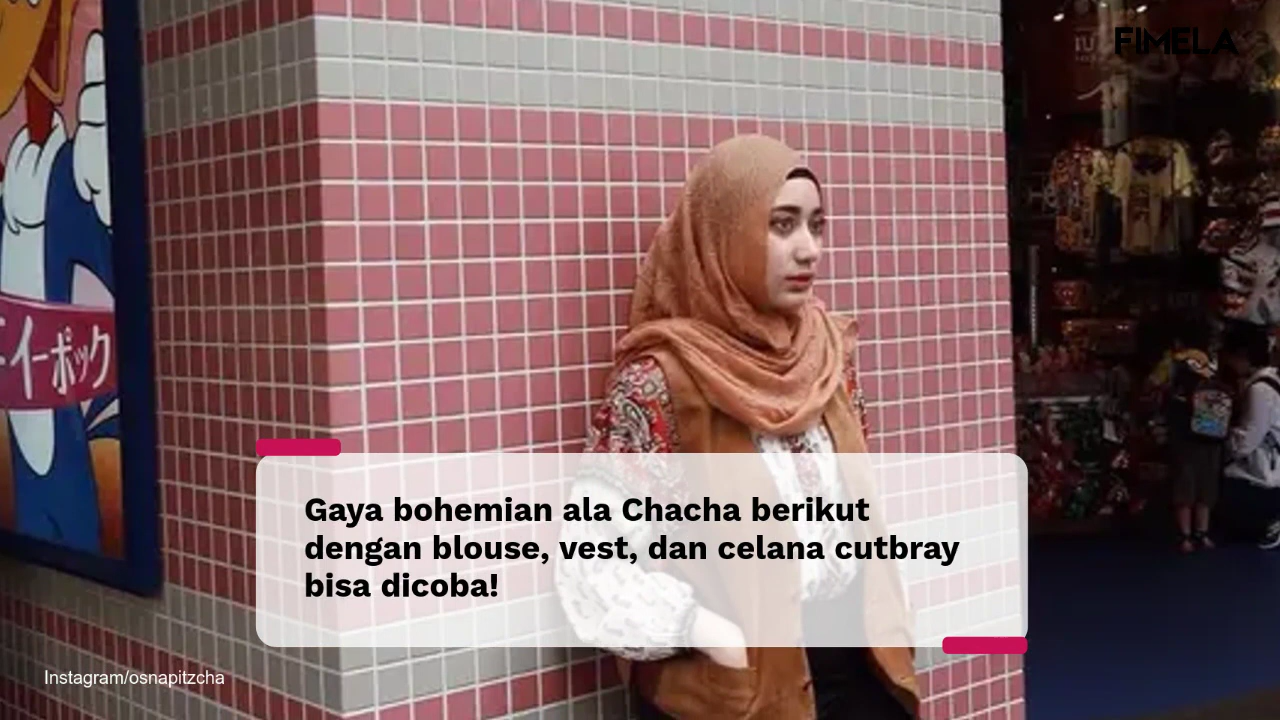 FIMELA
イーポック
Gaya bohemian ala Chacha berikut
dengan blouse, vest, dan celana cutbray
bisa dicoba!
Instagram/osnapitzcha